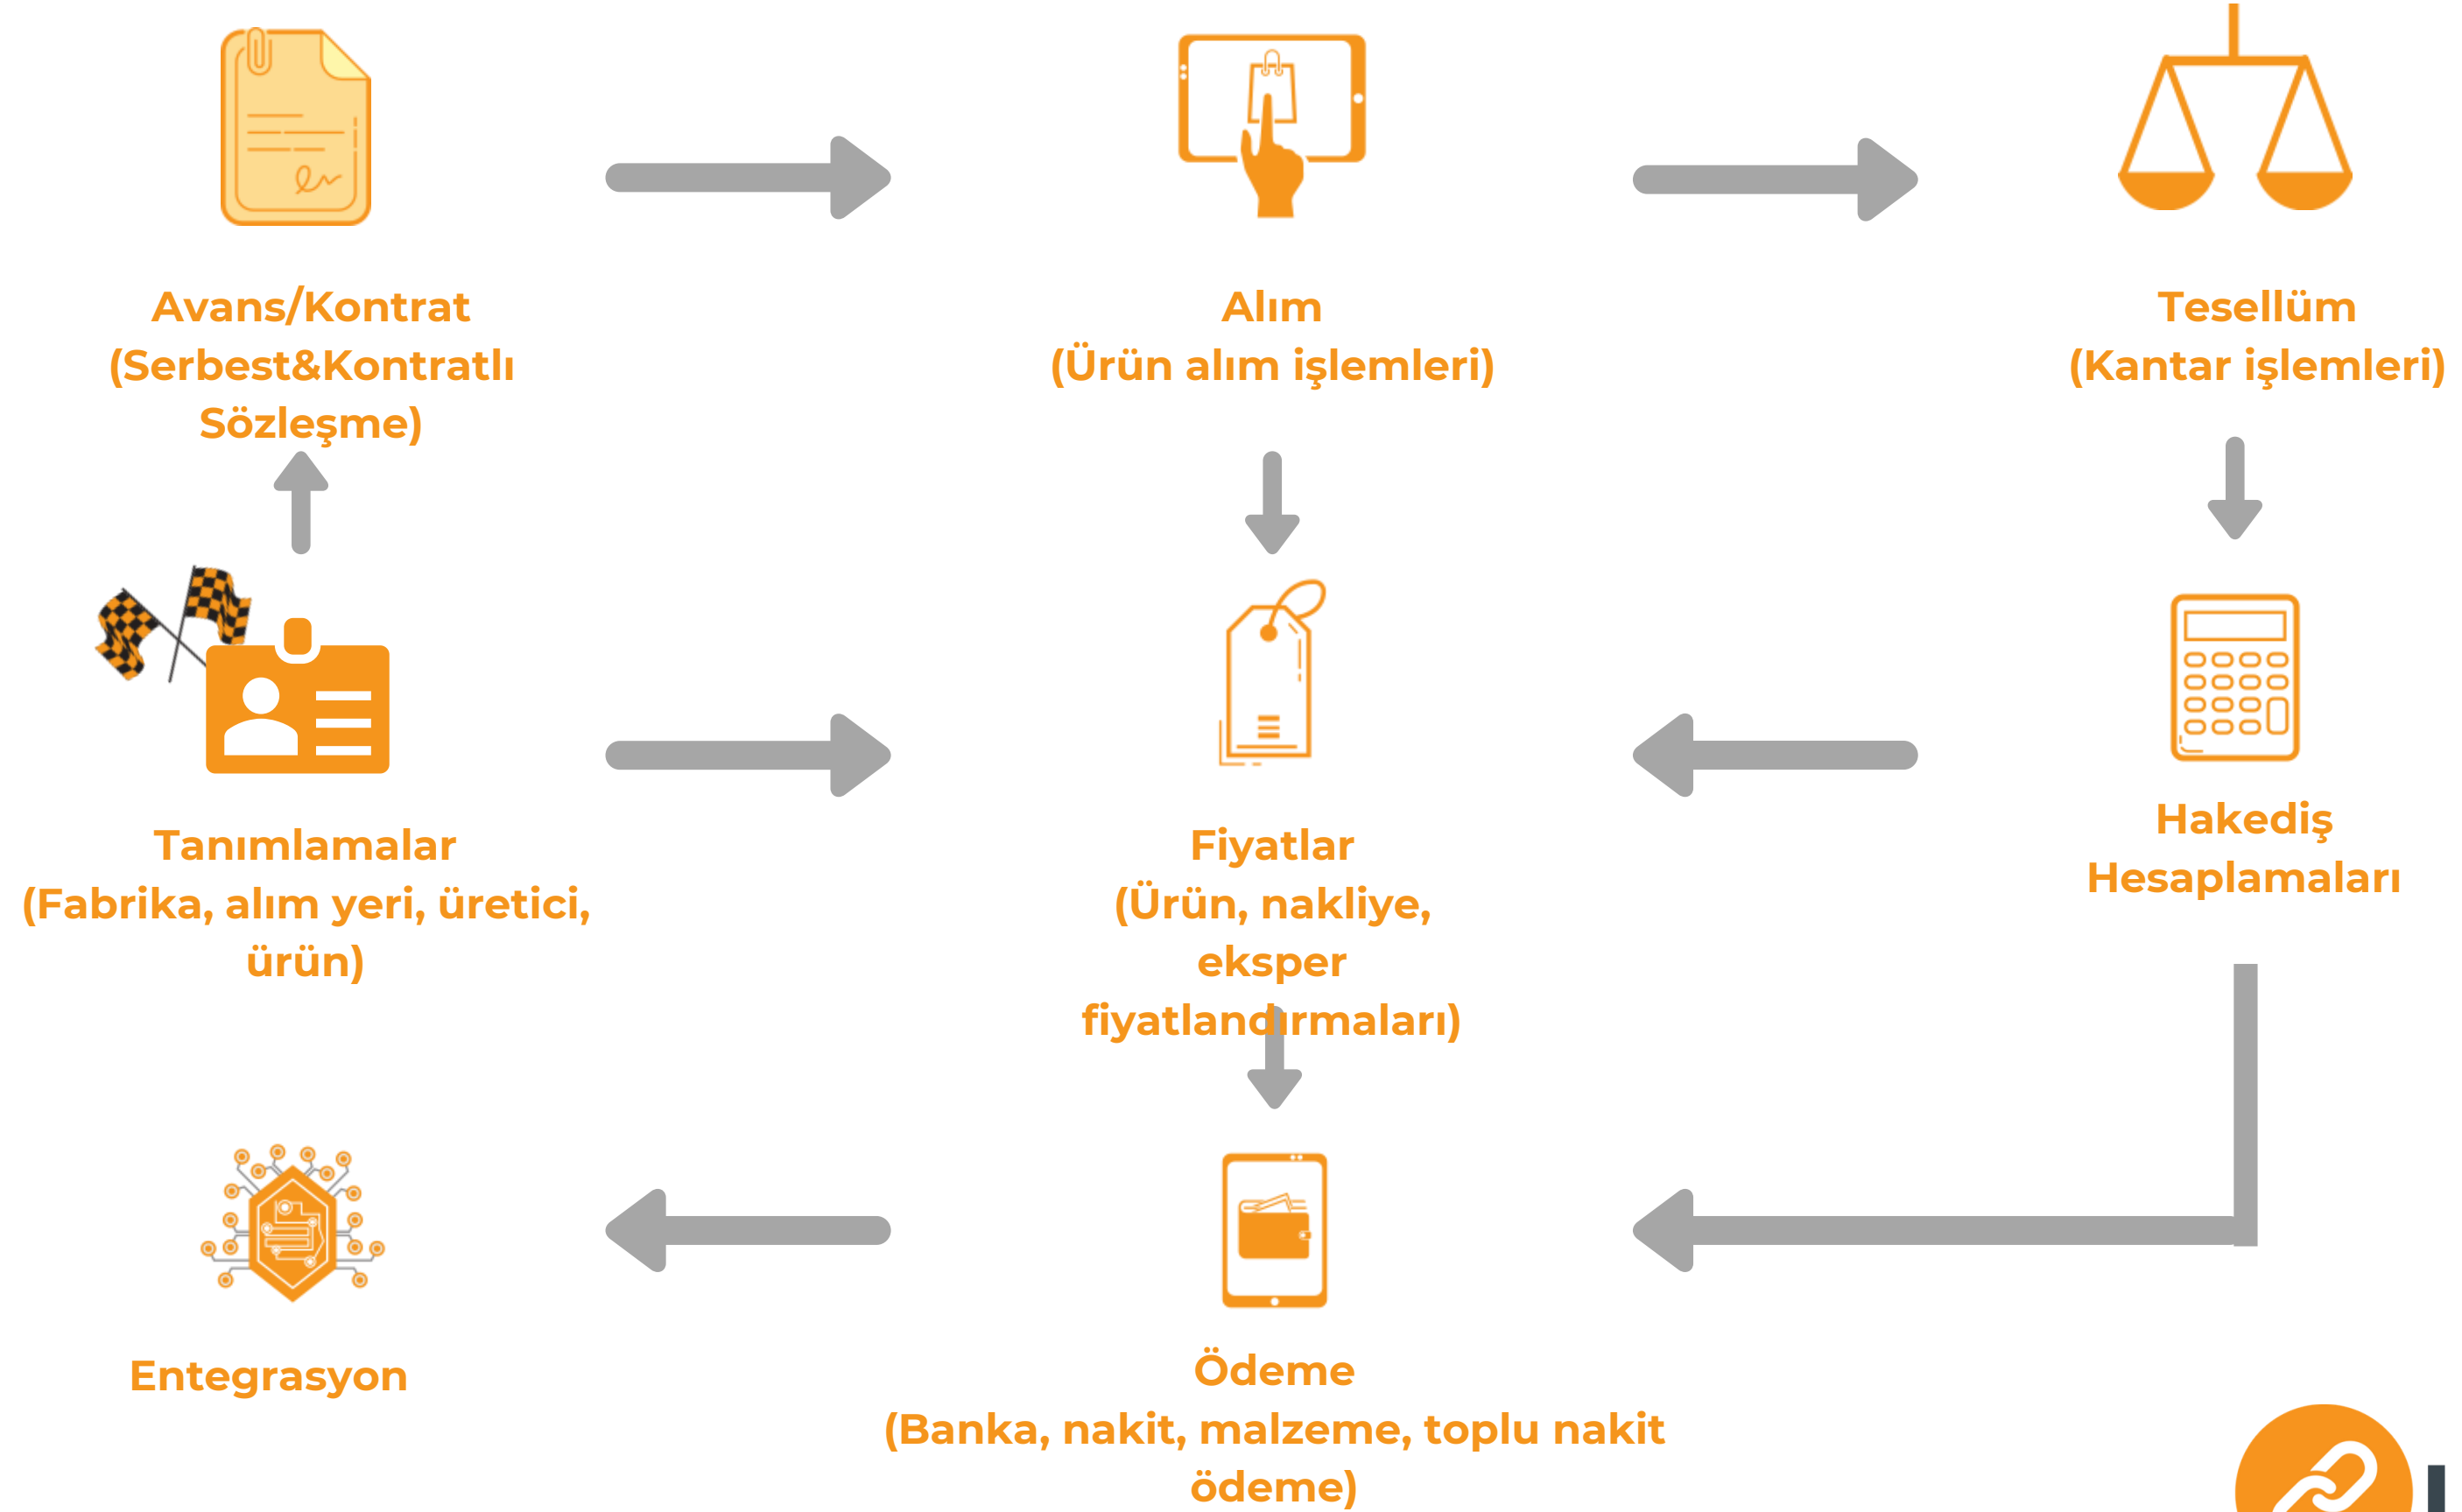 Avans/Kontrat
(Serbest&Kontratlı
Sözleşme)
Alım
(Ürün alım işlemleri)
Tesellüm
(Kantar işlemleri)
Tanımlamalar
(Fabrika, alım yeri, üretici,
ürün)
Fiyatlar
(Ürün, nakliye,
eksper
fiyatlandırmaları)
Hakediş
Hesaplamaları
Entegrasyon
Ödeme
(Banka, nakit, malzeme, toplu nakit
ödeme)